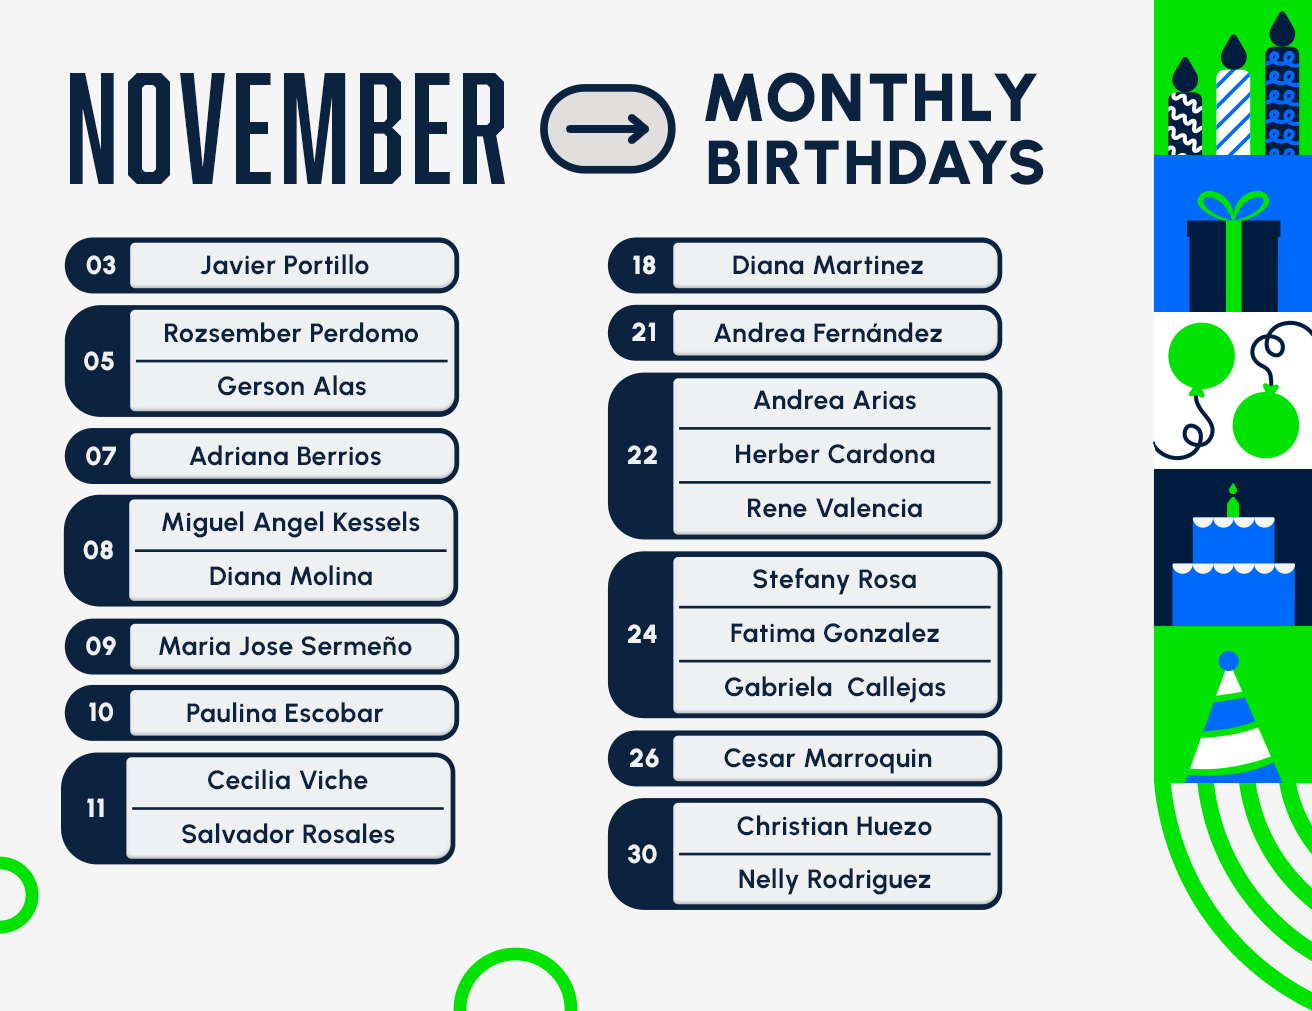 NOVEMBER
MONTHLY
BIRTHDAYS
03 Javier Portillo
05
Rozsember Perdomo
Gerson Alas
07 Adriana Berrios
08
Miguel Angel Kessels
Diana Molina
09 Maria Jose Sermeño
10 Paulina Escobar
11
Cecilia Viche
Salvador Rosales
18 Diana Martinez
21 Andrea Fernández
22
Andrea Arias
Herber Cardona
Rene Valencia
24
Stefany Rosa
Fatima Gonzalez
Gabriela  Callejas
26 Cesar Marroquin
30
Christian Huezo
Nelly Rodriguez